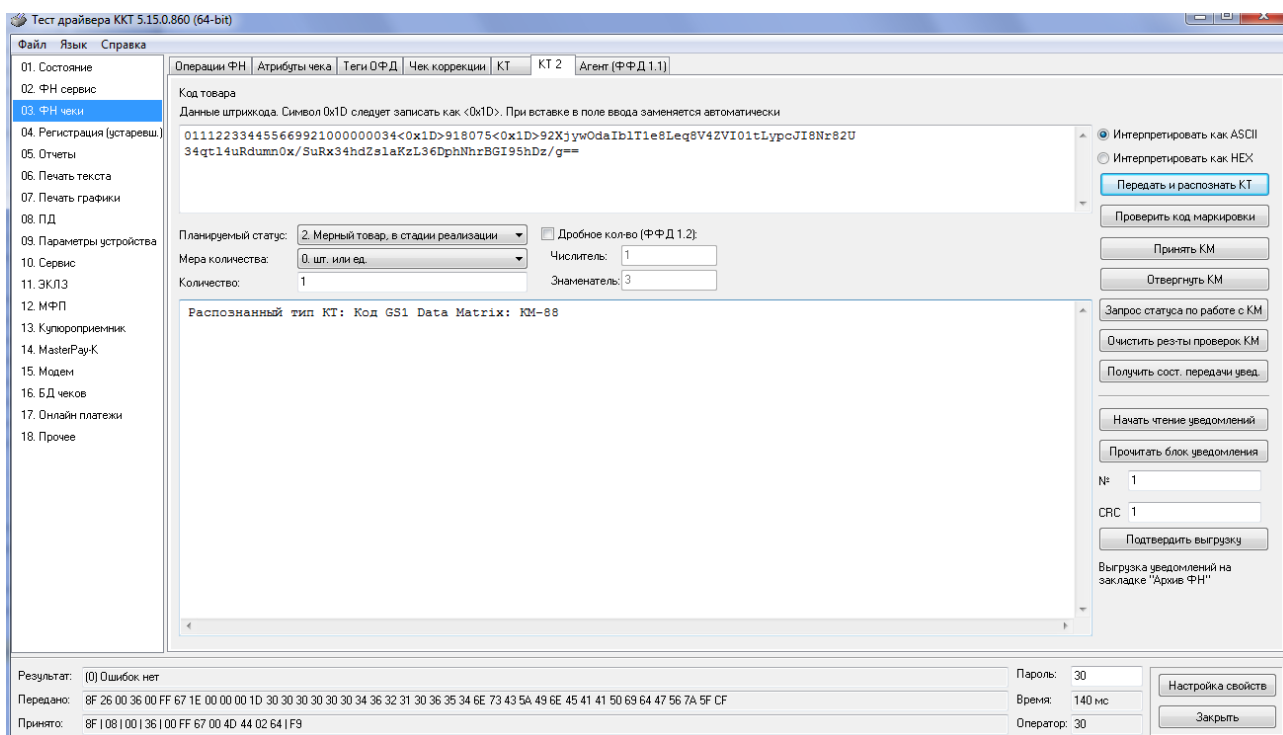 Тест драйвера ККТ 5.15.0.860 (64-bit)
Файл Язык Справка
01. Состояние
02. ФН сервис
03. ФН чеки
04. Регистрация (устаревш.)
05. Отчеты
06. Печать текста
07. Печать графики
08. ПД
09. Параметры устройства
10. Сервис
11. ЭКЛЗ
12. МФП
13. Купюроприемник
14. MasterPay-K
15. Модем
16. БД чеков
17. Онлайн платежи
18. Прочее
Операции ФН Атрибуты чека Теги ОФД Чек коррекции КТ КТ 2 Агент (ФФД 1.1)
Код товара
Данные штрихкода. Символ 0x1D следует записать как <0x1D>. При вставке в поле ввода заменяется автоматически
011122334455669921000000034<0x1D>918075<0x1D>92XjywOdaIblT1e8Leq8V4ZVI01tLypcJI8Nr82U
34qtl4uRdumn0x/SuRx34hdZslaKzL36DphNhrBGI95hDz/g==
Интерпретировать как ASCII
Интерпретировать как HEX
Передать и распознать КТ
Проверить код маркировки
Принять КМ
Отвергнуть КМ
Запрос статуса по работе с КМ
Очистить рез-ты проверок КМ
Получить сост. передачи увед.
Начать чтение уведомлений
Прочитать блок уведомления
№ 1
CRC 1
Подтвердить выгрузку
Выгрузка уведомлений на
закладке "Архив ФН"
Планируемый статус: 2. Мерный товар, в стадии реализации Дробное кол-во (ФФД 1.2):
Мера количества: 0. шт. или ед. Числитель: 1
Количество: 1 Знаменатель: 3
Распознанный тип КТ: Код GS1 Data Matrix: КМ-88
Результат: (0) Ошибок нет Пароль: 30
Передано: 8F 26 00 36 00 FF 67 1E 00 00 00 1D 30 30 30 30 30 30 34 36 32 31 30 36 35 34 6E 73 43 5A 49 6E 45 41 41 50 69 64 47 56 7A 5F CF Время: 140 мс
Принято: 8F | 08 | 00 | 36 | 00 FF 67 00 4D 44 02 64 | F9 Оператор: 30
Настройка свойств
Закрыть